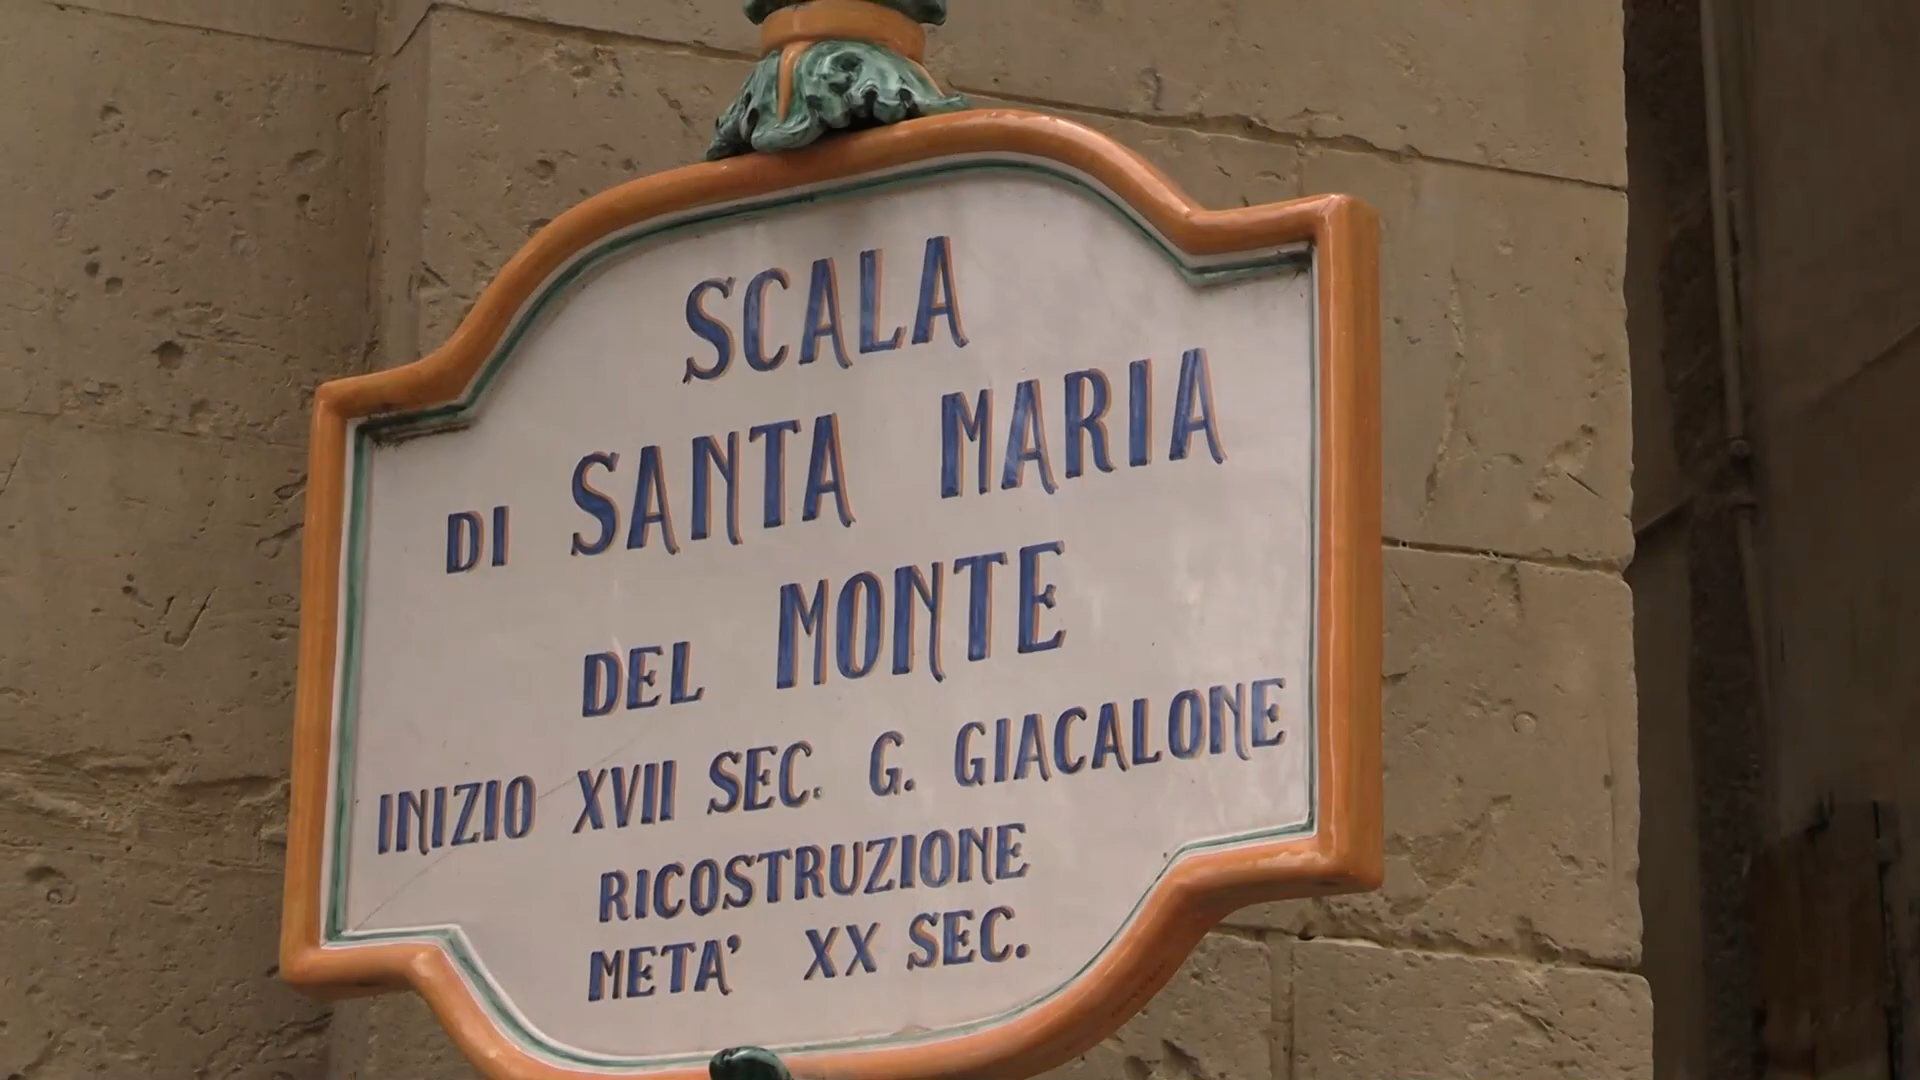 SCALA
DI SANTA MARIA
DEL MONTE
INIZIO XVII SEC. G. GIACALONE
RICOSTRUZIONE
META' XX SEC.